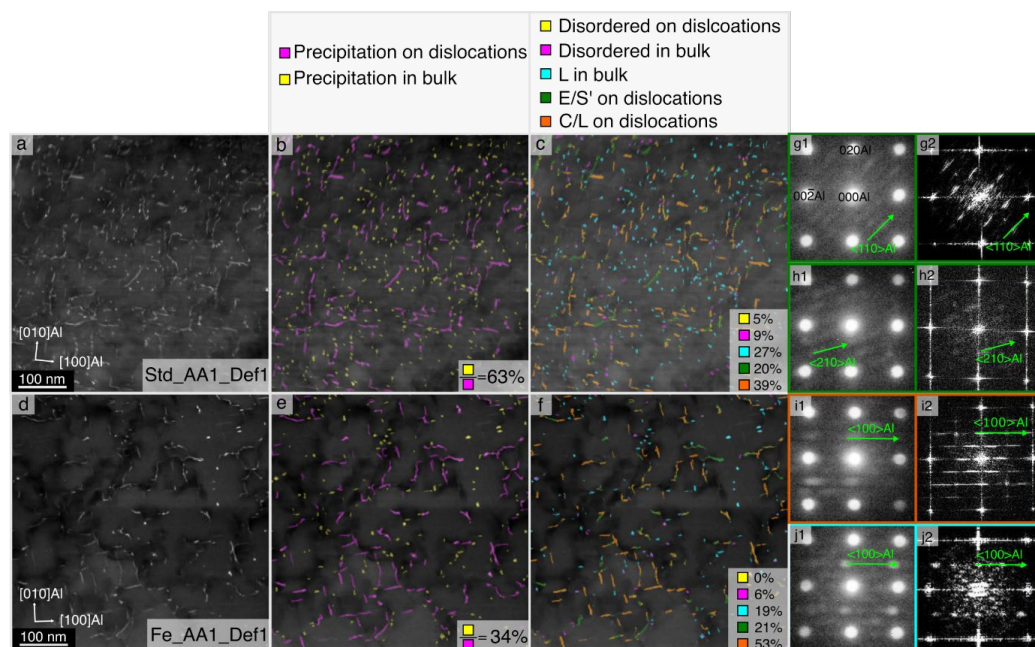 Precipitation on dislocations
Precipitation in bulk
Disordered on dislcoations
Disordered in bulk
L in bulk
E/S' on dislocations
C/L on dislocations
a
[010]Al
[100]Al
100 nm
Std_AA1_Def1
b
=63%
c
5%
9%
27%
20%
39%
g1
020Al
002̄Al
000Al
<110>Al
g2
<110>Al
h1
<210>Al
h2
<210>Al
d
[010]Al
[100]Al
100 nm
Fe_AA1_Def1
e
=34%
f
0%
6%
19%
21%
53%
i1
<100>Al
i2
<100>Al
j1
<100>Al
j2
<100>Al